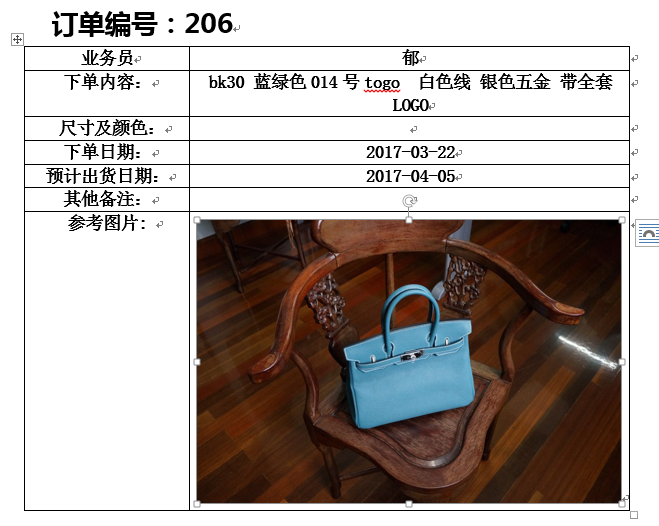 订单编号：206
业务员 郁
下单内容： bk30 蓝绿色 014 号 togo 白色线 银色五金 带全套
LOGO
尺寸及颜色：
下单日期： 2017-03-22
预计出货日期： 2017-04-05
其他备注：
参考图片：